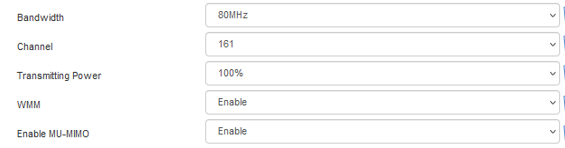 Bandwidth 80MHz
Channel 161
Transmitting Power 100%
WMM Enable
Enable MU-MIMO Enable